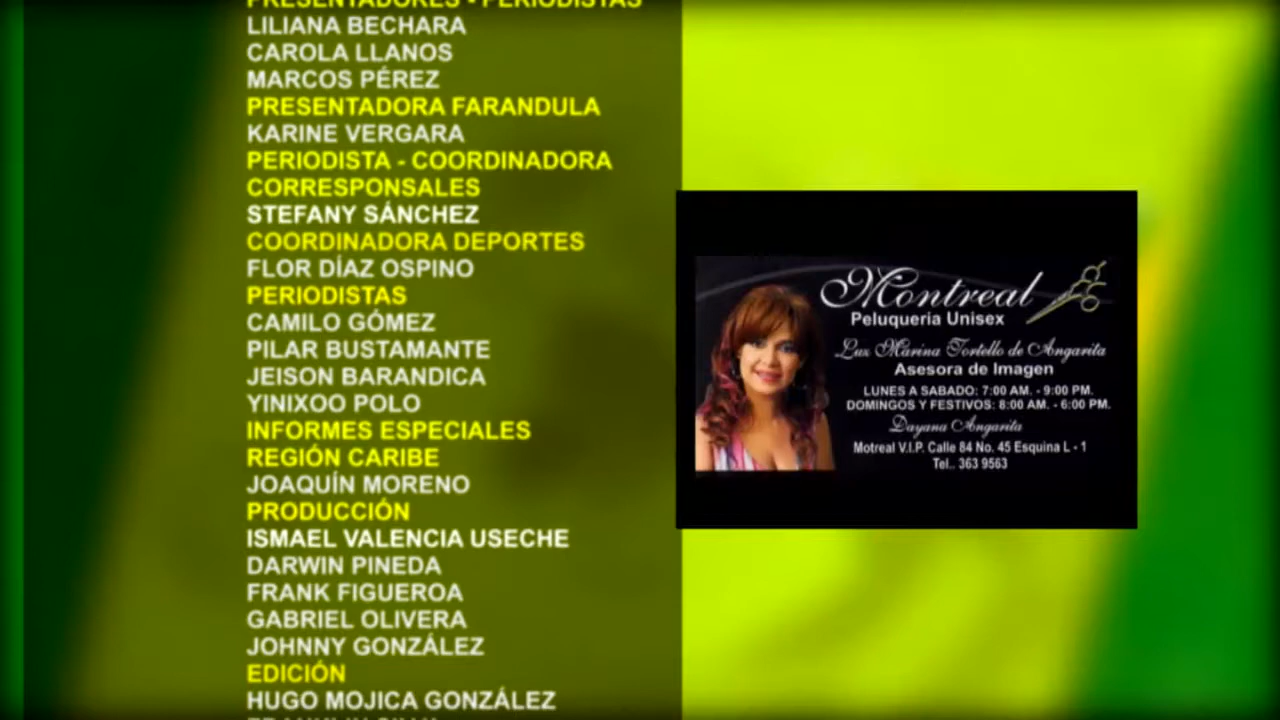 PRESENTADORES - PERIODISTAS
LILIANA BECHARA
CAROLA LLANOS
MARCOS PÉREZ
PRESENTADORA FARANDULA
KARINE VERGARA
PERIODISTA - COORDINADORA
CORRESPONSALES
STEFANY SÁNCHEZ
COORDINADORA DEPORTES
FLOR DÍAZ OSPINO
PERIODISTAS
CAMILO GÓMEZ
PILAR BUSTAMANTE
JEISON BARANDICA
YINIXOO POLO
INFORMES ESPECIALES
REGIÓN CARIBE
JOAQUÍN MORENO
PRODUCCIÓN
ISMAEL VALENCIA USECHE
DARWIN PINEDA
FRANK FIGUEROA
GABRIEL OLIVERA
JOHNNY GONZÁLEZ
EDICIÓN
HUGO MOJICA GONZÁLEZ
Montreal
Peluqueria Unisex
Luz Marina Tortello de Angarita
Asesora de Imagen
LUNES A SABADO: 7:00 AM. - 9:00 PM.
DOMINGOS Y FESTIVOS: 8:00 AM. - 6:00 PM.
Dayana Angarita
Motreal V.I.P. Calle 84 No. 45 Esquina L - 1
Tel.. 363 9563